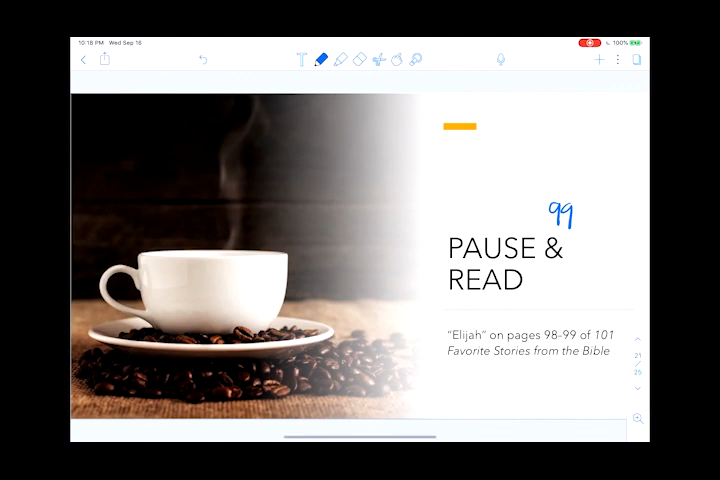 10:18 PM Wed Sep 16
100%
T
99
PAUSE &
READ
"Elijah" on pages 98-99 of 101
Favorite Stories from the Bible
21
/
25